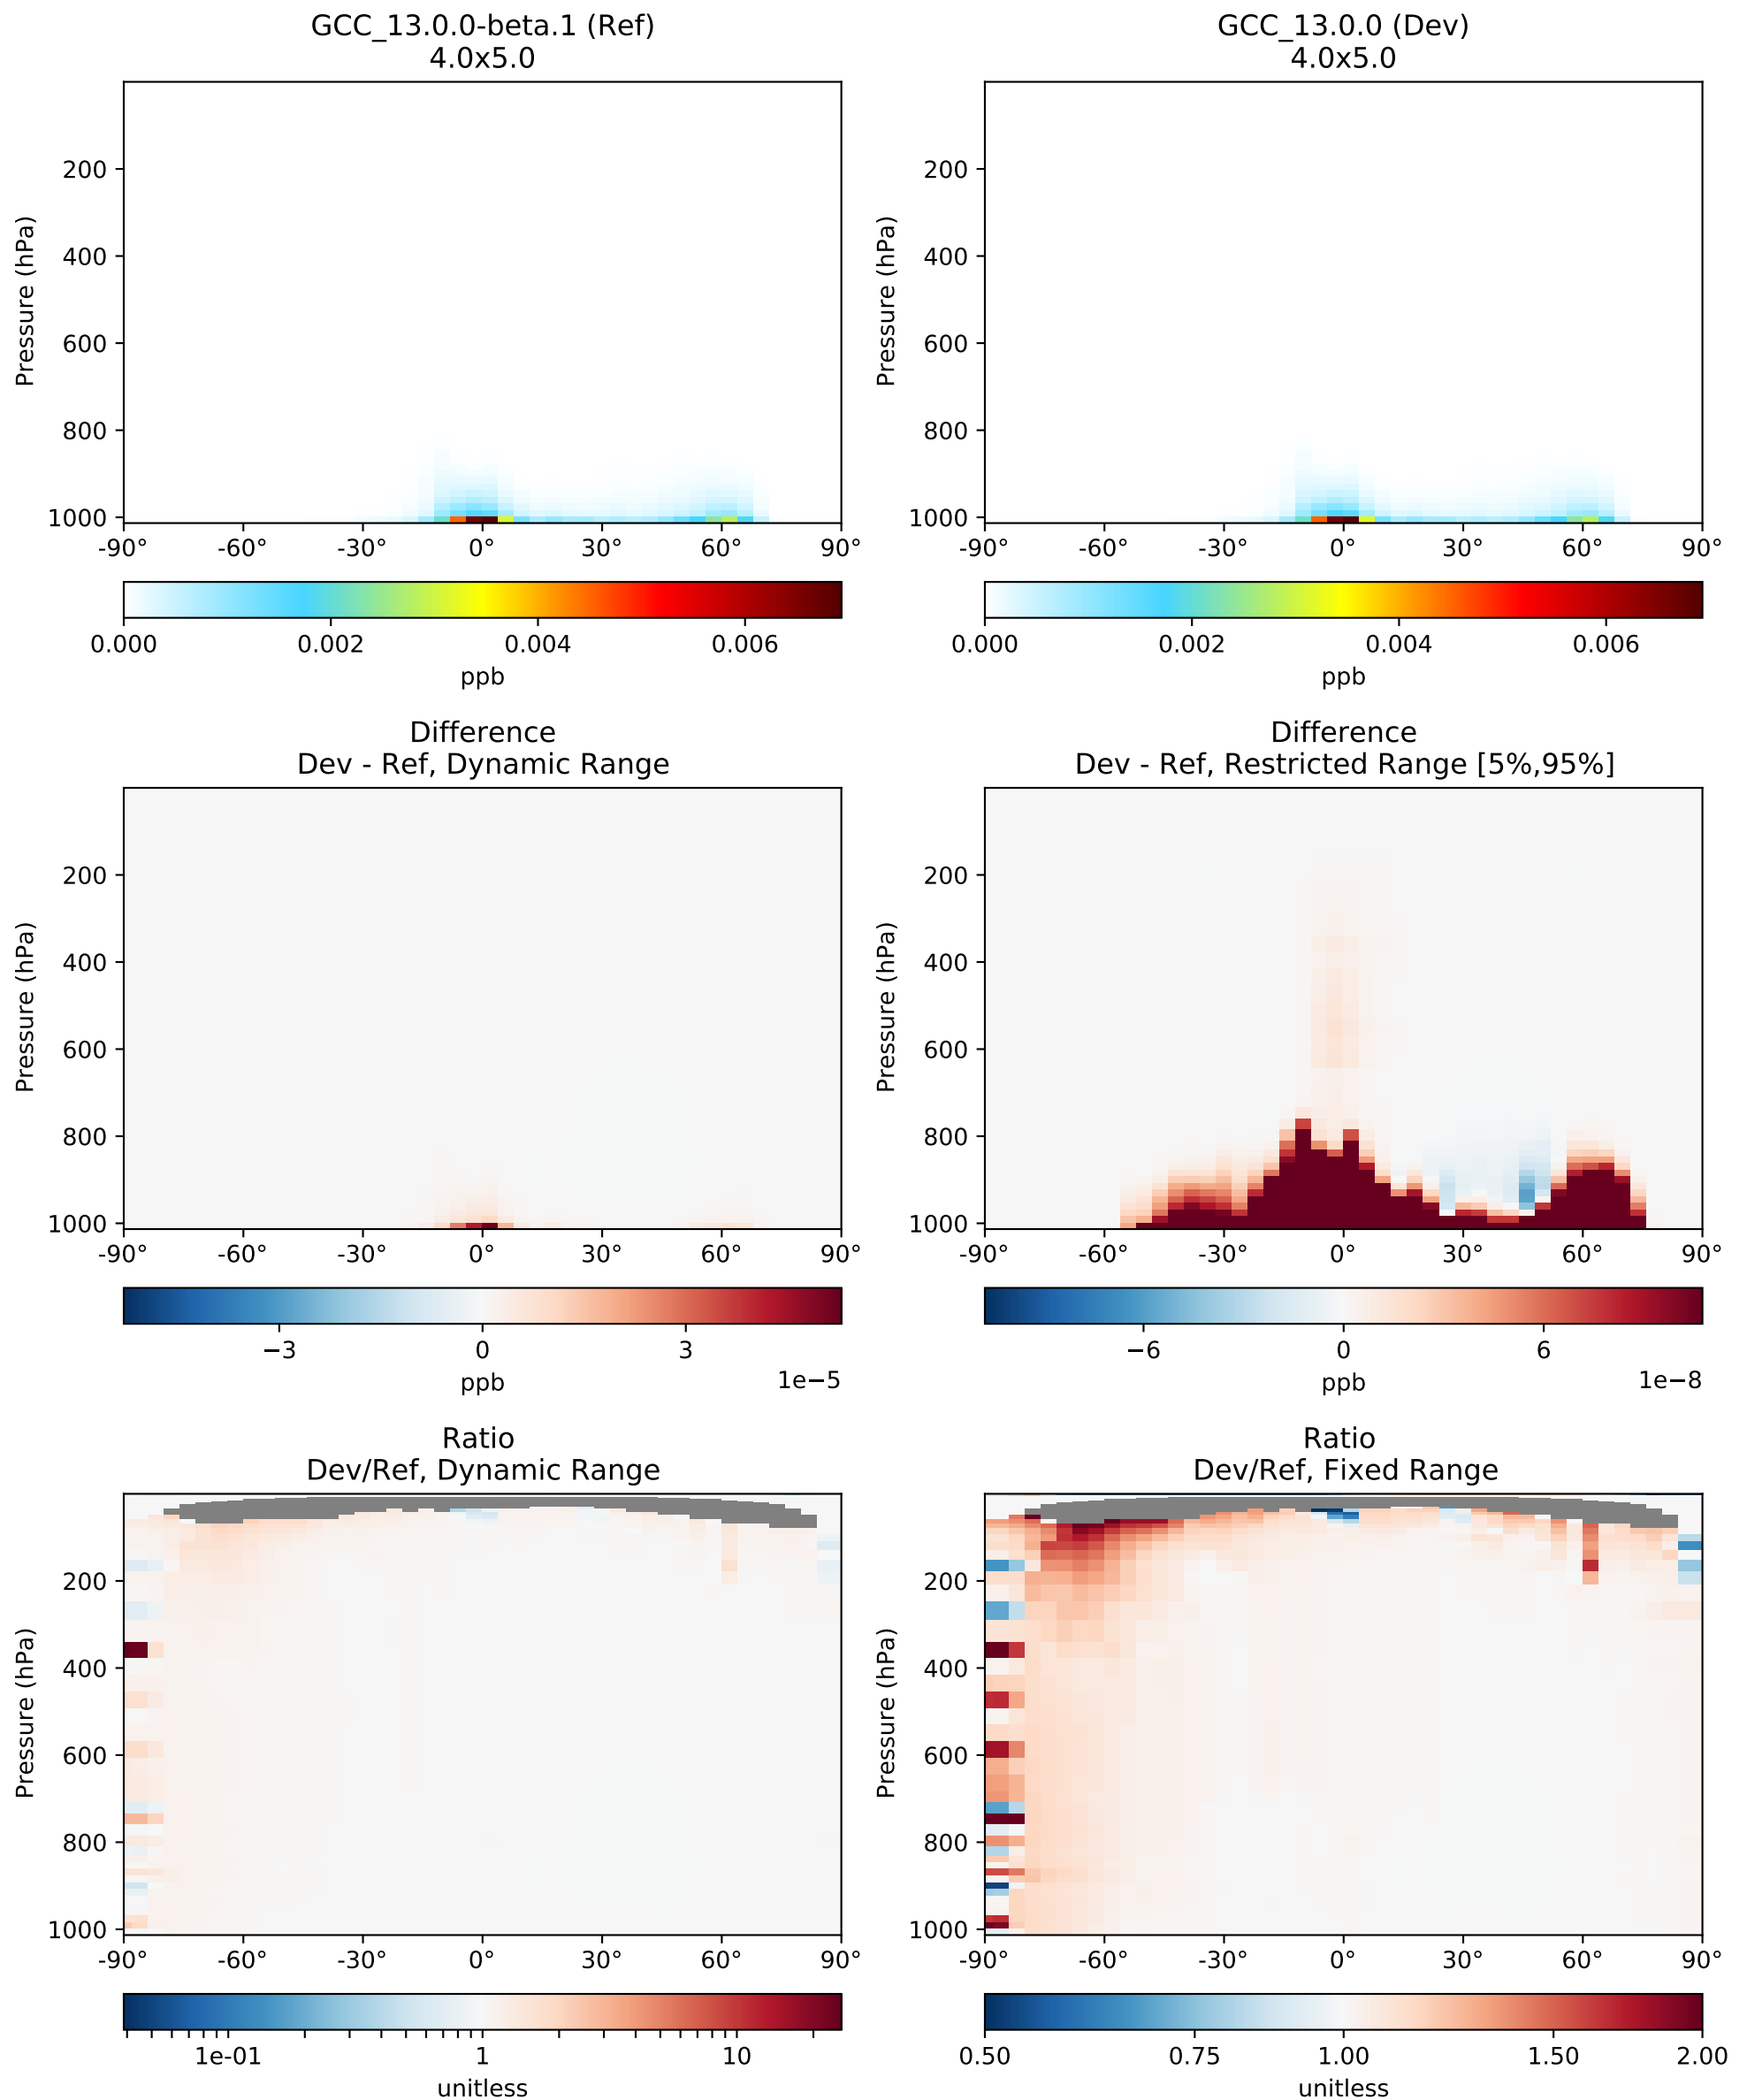 GCC_13.0.0-beta.1 (Ref)
4.0x5.0
Pressure (hPa)
200
400
600
800
1000
-90° -60° -30° 0° 30° 60° 90°
0.000 0.002 0.004 0.006
ppb
GCC_13.0.0 (Dev)
4.0x5.0
Pressure (hPa)
200
400
600
800
1000
-90° -60° -30° 0° 30° 60° 90°
0.000 0.002 0.004 0.006
ppb
Difference
Dev - Ref, Dynamic Range
Pressure (hPa)
200
400
600
800
1000
-90° -60° -30° 0° 30° 60° 90°
−3 0 3
ppb 1e−5
Difference
Dev - Ref, Restricted Range [5%,95%]
Pressure (hPa)
200
400
600
800
1000
-90° -60° -30° 0° 30° 60° 90°
−6 0 6
ppb 1e−8
Ratio
Dev/Ref, Dynamic Range
Pressure (hPa)
200
400
600
800
1000
-90° -60° -30° 0° 30° 60° 90°
1e-01 1 10
unitless
Ratio
Dev/Ref, Fixed Range
Pressure (hPa)
200
400
600
800
1000
-90° -60° -30° 0° 30° 60° 90°
0.50 0.75 1.00 1.50 2.00
unitless